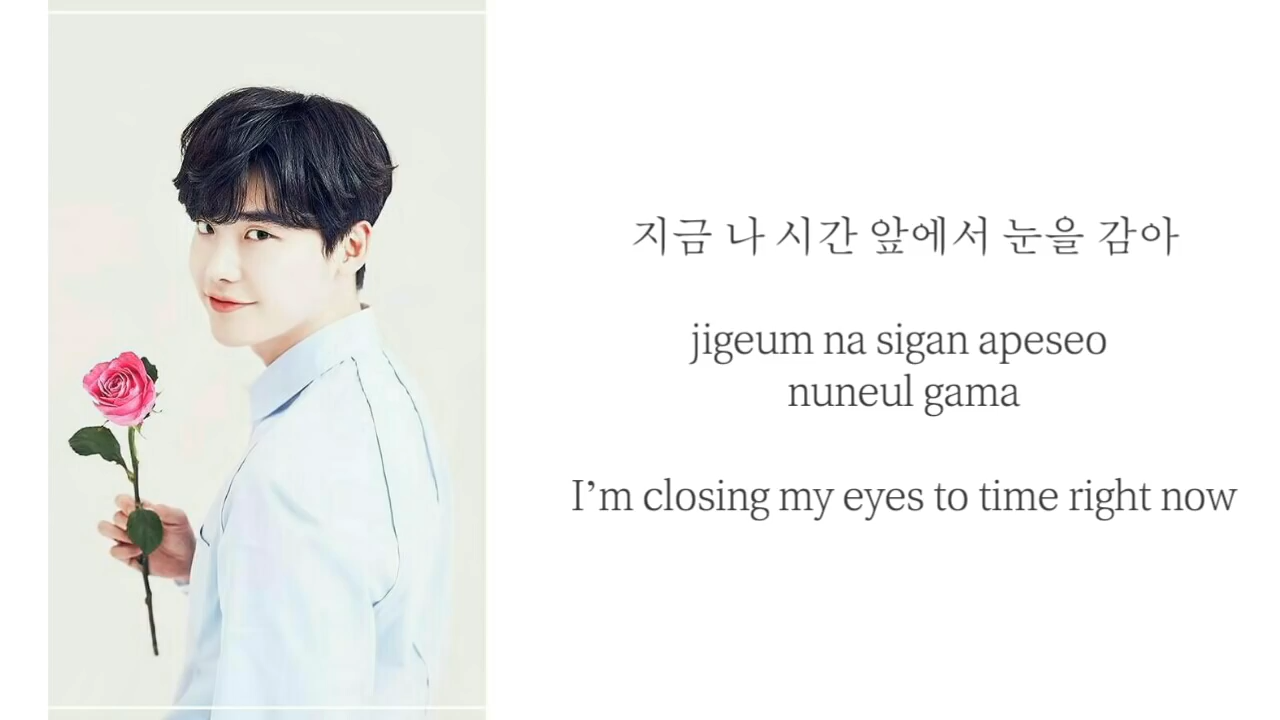 지금 나 시간 앞에서 눈을 감아
jigeum na sigan apeseo
nuneul gama
I’m closing my eyes to time right now